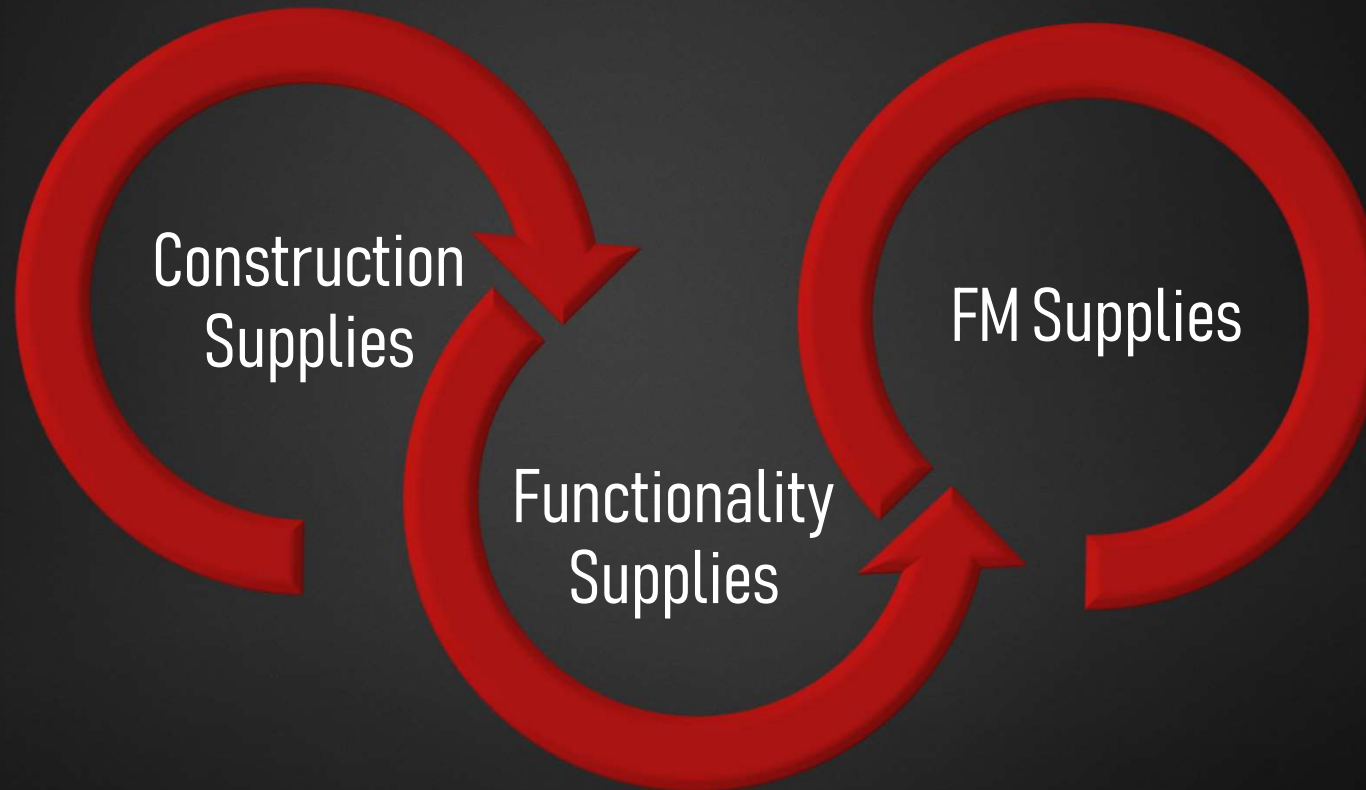 Construction
Supplies
Functionality
Supplies
FM Supplies